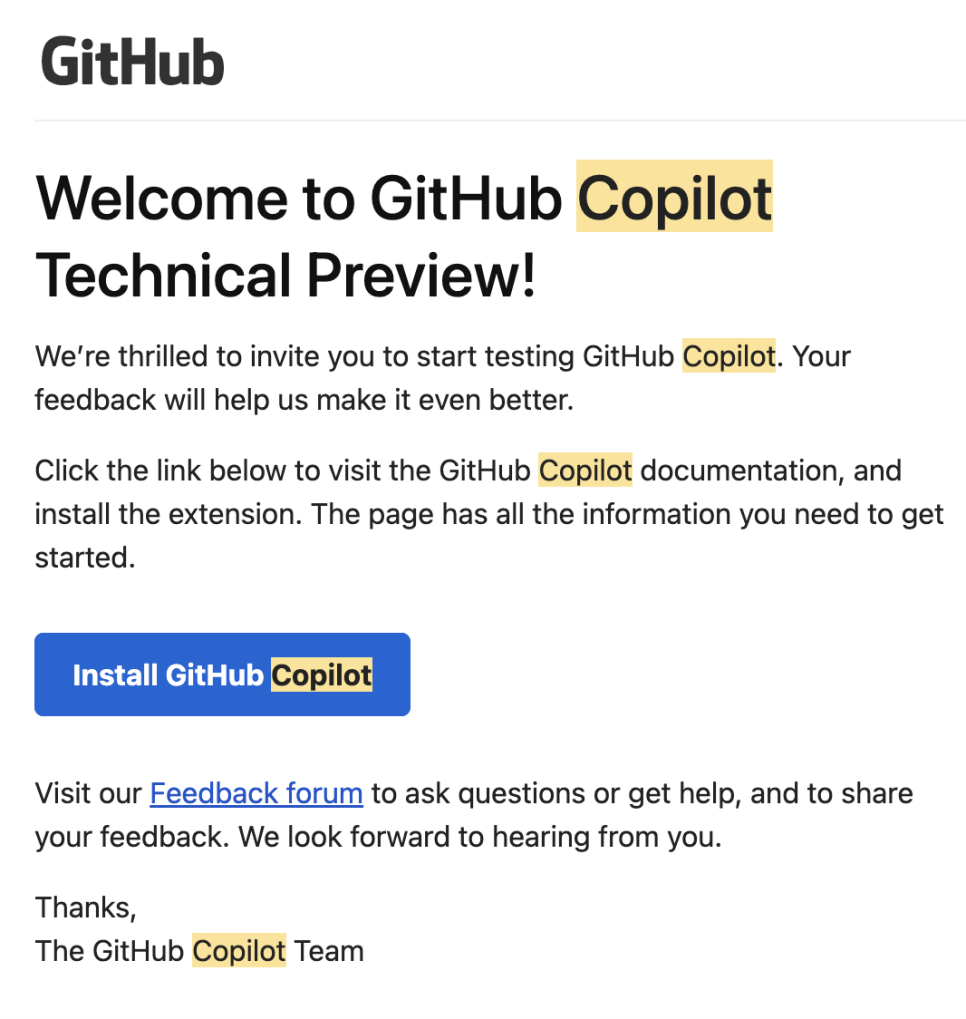 GitHub
Welcome to GitHub Copilot
Technical Preview!
We’re thrilled to invite you to start testing GitHub Copilot. Your
feedback will help us make it even better.
Click the link below to visit the GitHub Copilot documentation, and
install the extension. The page has all the information you need to get
started.
Install GitHub Copilot
Visit our Feedback forum to ask questions or get help, and to share
your feedback. We look forward to hearing from you.
Thanks,
The GitHub Copilot Team